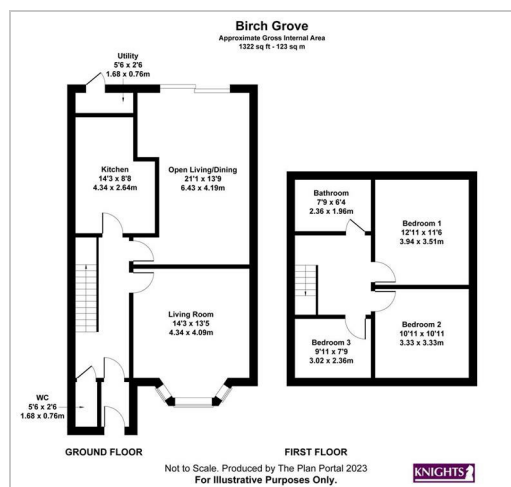 Birch Grove
Approximate Gross Internal Area
1322 sq ft - 123 sq m
Utility
5'6 x 2'6
1.68 x 0.76m
Kitchen
14'3 x 8'8
4.34 x 2.64m
Open Living/Dining
21'1 x 13'9
6.43 x 4.19m
Living Room
14'3 x 13'5
4.34 x 4.09m
WC
5'6 x 2'6
1.68 x 0.76m
Bathroom
7'9 x 6'4
2.36 x 1.96m
Bedroom 1
12'11 x 11'6
3.94 x 3.51m
Bedroom 2
10'11 x 10'11
3.33 x 3.33m
Bedroom 3
9'11 x 7'9
3.02 x 2.36m
GROUND FLOOR
FIRST FLOOR
Not to Scale. Produced by The Plan Portal 2023
For Illustrative Purposes Only.
KNIGHTS